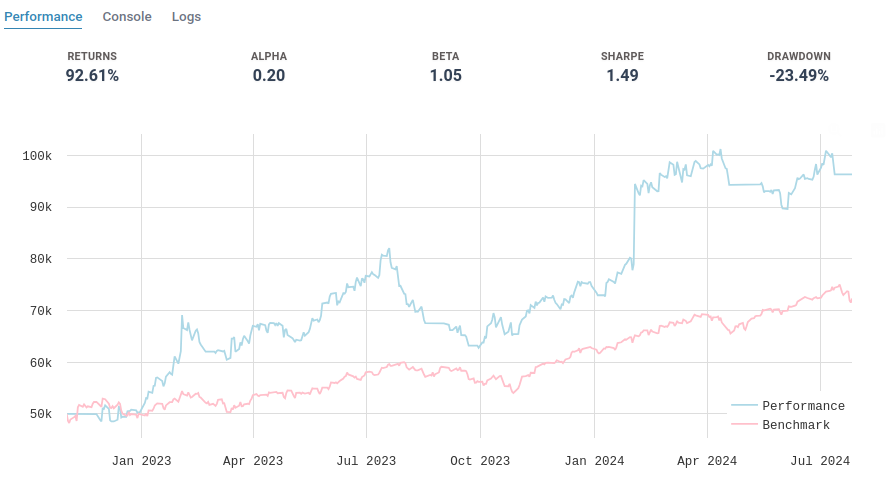 Performance Console Logs
RETURNS ALPHA BETA SHARPE DRAWDOWN
92.61% 0.20 1.05 1.49 -23.49%
100k
90k
80k
70k
60k
50k
Performance
Benchmark
Jan 2023 Apr 2023 Jul 2023 Oct 2023 Jan 2024 Apr 2024 Jul 2024